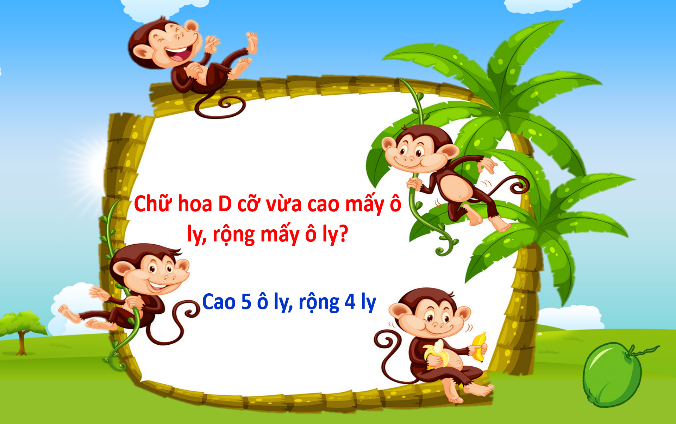 Chữ hoa D cỡ vừa cao mấy ô
ly, rộng mấy ô ly?
Cao 5 ô ly, rộng 4 ly